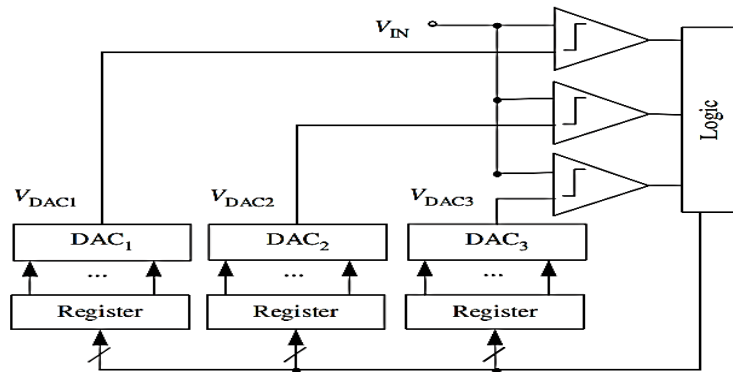 V_IN
Logic
V_DAC1
V_DAC2
V_DAC3
DAC_1
DAC_2
DAC_3
...
...
...
Register
Register
Register